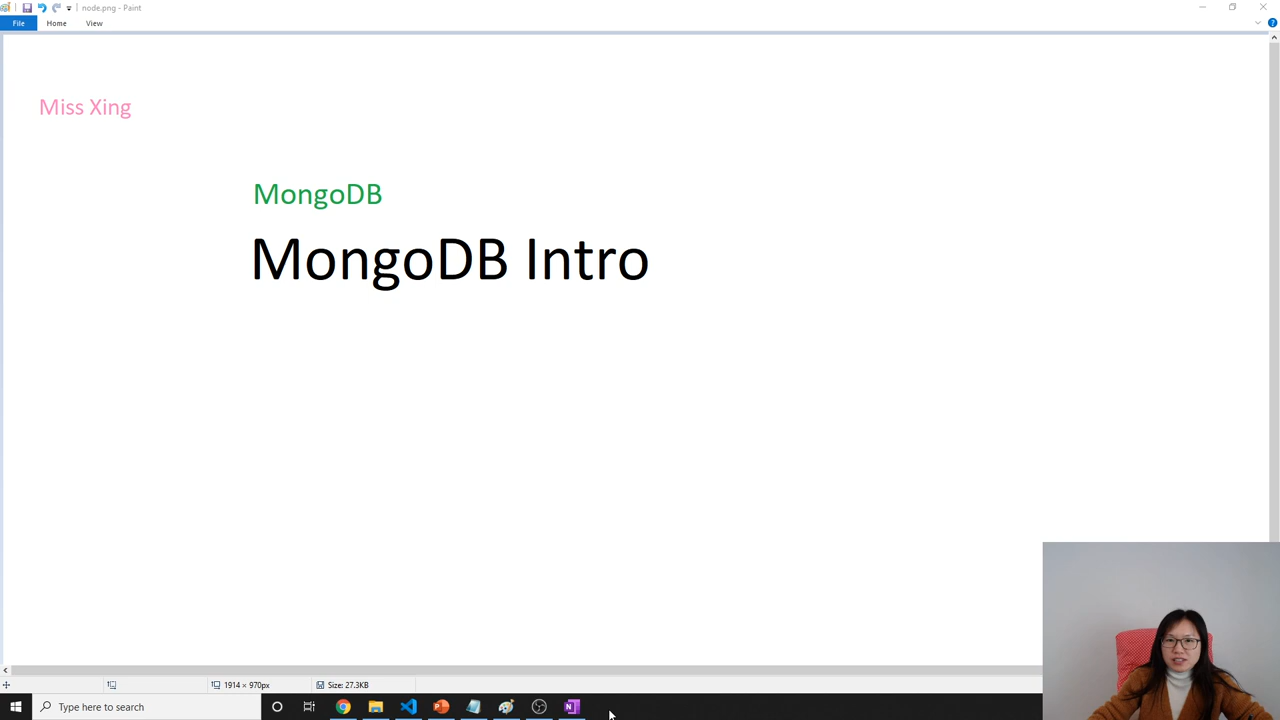 node.png - Paint
File Home View
Miss Xing
MongoDB
MongoDB Intro
1914 × 970px
Size: 27.3KB
Type here to search